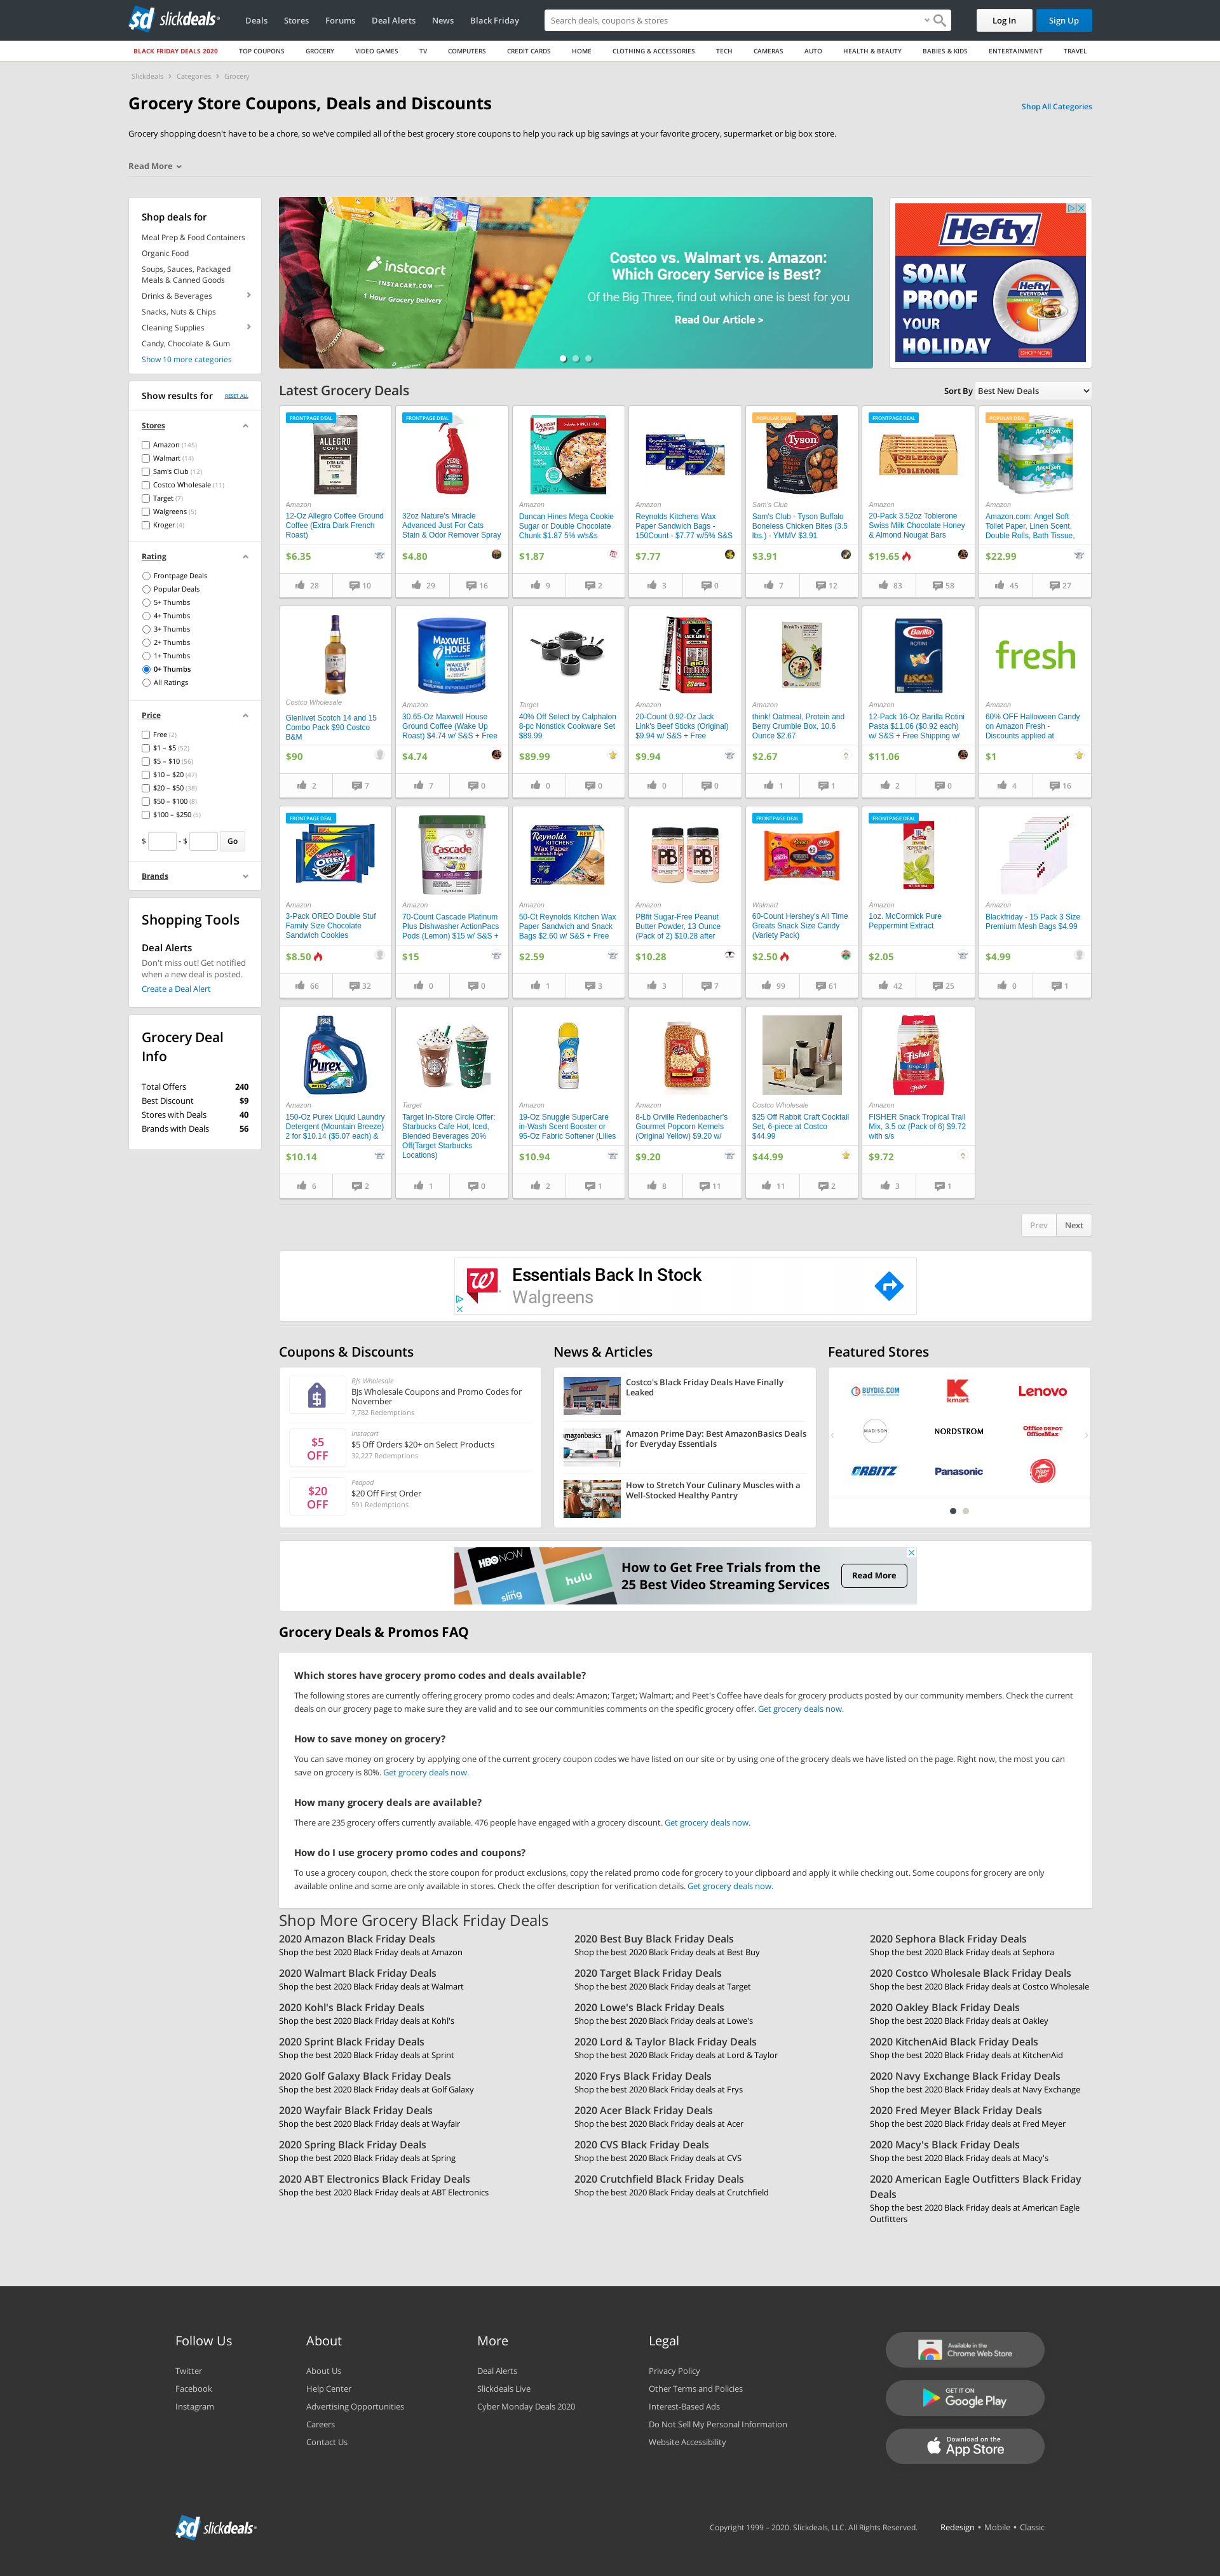 slickdeals
Deals
Stores
Forums
Deal Alerts
News
Black Friday
Search deals, coupons & stores
Log In
Sign Up
BLACK FRIDAY DEALS 2020
TOP COUPONS
GROCERY
VIDEO GAMES
TV
COMPUTERS
CREDIT CARDS
HOME
CLOTHING & ACCESSORIES
TECH
CAMERAS
AUTO
HEALTH & BEAUTY
BABIES & KIDS
ENTERTAINMENT
TRAVEL
Slickdeals > Categories > Grocery
Grocery Store Coupons, Deals and Discounts
Shop All Categories
Grocery shopping doesn't have to be a chore, so we've compiled all of the best grocery store coupons to help you rack up big savings at your favorite grocery, supermarket or big box store.
Read More
Shop deals for
Meal Prep & Food Containers
Organic Food
Soups, Sauces, Packaged
Meals & Canned Goods
Drinks & Beverages
Snacks, Nuts & Chips
Cleaning Supplies
Candy, Chocolate & Gum
Show 10 more categories
Show results for
RESET ALL
Stores
Amazon (145)
Walmart (14)
Sam's Club (12)
Costco Wholesale (11)
Target (7)
Walgreens (5)
Kroger (4)
Rating
Frontpage Deals
Popular Deals
5+ Thumbs
4+ Thumbs
3+ Thumbs
2+ Thumbs
1+ Thumbs
0+ Thumbs
All Ratings
Price
Free (2)
$1 – $5 (52)
$5 – $10 (56)
$10 – $20 (47)
$20 – $50 (38)
$50 – $100 (8)
$100 – $250 (5)
$ - $ Go
Brands
Shopping Tools
Deal Alerts
Don't miss out! Get notified
when a new deal is posted.
Create a Deal Alert
Grocery Deal
Info
Total Offers 240
Best Discount $9
Stores with Deals 40
Brands with Deals 56
instacart
INSTACART.COM
1 Hour Grocery Delivery
Costco vs. Walmart vs. Amazon:
Which Grocery Service is Best?
Of the Big Three, find out which one is best for you
Read Our Article >
Hefty
SOAK
PROOF
YOUR
HOLIDAY
SHOP NOW
Latest Grocery Deals
Sort By Best New Deals
FRONTPAGE DEAL
Amazon
12-Oz Allegro Coffee Ground
Coffee (Extra Dark French
Roast)
$6.35
28
10
FRONTPAGE DEAL
32oz Nature's Miracle
Advanced Just For Cats
Stain & Odor Remover Spray
$4.80
29
16
Amazon
Duncan Hines Mega Cookie
Sugar or Double Chocolate
Chunk $1.87 5% w/s&s
$1.87
9
2
Amazon
Reynolds Kitchens Wax
Paper Sandwich Bags -
150Count - $7.77 w/5% S&S
$7.77
3
0
POPULAR DEAL
Tyson
Sam's Club
Sam's Club - Tyson Buffalo
Boneless Chicken Bites (3.5
lbs.) - YMMV $3.91
$3.91
7
12
FRONTPAGE DEAL
TOBLERONE
Amazon
20-Pack 3.52oz Toblerone
Swiss Milk Chocolate Honey
& Almond Nougat Bars
$19.65
83
58
POPULAR DEAL
Angel Soft
Amazon
Amazon.com: Angel Soft
Toilet Paper, Linen Scent,
Double Rolls, Bath Tissue,
$22.99
45
27
Costco Wholesale
Glenlivet Scotch 14 and 15
Combo Pack $90 Costco
B&M
$90
2
7
MAXWELL HOUSE
Amazon
30.65-Oz Maxwell House
Ground Coffee (Wake Up
Roast) $4.74 w/ S&S + Free
$4.74
7
0
Target
40% Off Select by Calphalon
8-pc Nonstick Cookware Set
$89.99
$89.99
0
0
Amazon
20-Count 0.92-Oz Jack
Link's Beef Sticks (Original)
$9.94 w/ S&S + Free
$9.94
0
0
Amazon
think! Oatmeal, Protein and
Berry Crumble Box, 10.6
Ounce $2.67
$2.67
1
1
Barilla
Amazon
12-Pack 16-Oz Barilla Rotini
Pasta $11.06 ($0.92 each)
w/ S&S + Free Shipping w/
$11.06
2
0
fresh
Amazon
60% OFF Halloween Candy
on Amazon Fresh -
Discounts applied at
$1
4
16
FRONTPAGE DEAL
OREO
Amazon
3-Pack OREO Double Stuf
Family Size Chocolate
Sandwich Cookies
$8.50
66
32
Cascade
Amazon
70-Count Cascade Platinum
Plus Dishwasher ActionPacs
Pods (Lemon) $15 w/ S&S +
$15
0
0
Reynolds
KITCHENS
Amazon
50-Ct Reynolds Kitchen Wax
Paper Sandwich and Snack
Bags $2.60 w/ S&S + Free
$2.59
1
3
Amazon
PBfit Sugar-Free Peanut
Butter Powder, 13 Ounce
(Pack of 2) $10.28 after
$10.28
3
7
FRONTPAGE DEAL
Walmart
60-Count Hershey's All Time
Greats Snack Size Candy
(Variety Pack)
$2.50
99
61
FRONTPAGE DEAL
Amazon
1oz. McCormick Pure
Peppermint Extract
$2.05
42
25
Amazon
Blackfriday - 15 Pack 3 Size
Premium Mesh Bags $4.99
$4.99
0
1
Purex
Amazon
150-Oz Purex Liquid Laundry
Detergent (Mountain Breeze)
2 for $10.14 ($5.07 each) &
$10.14
6
2
Target
Target In-Store Circle Offer:
Starbucks Cafe Hot, Iced,
Blended Beverages 20%
Off(Target Starbucks
Locations)
1
0
Amazon
19-Oz Snuggle SuperCare
in-Wash Scent Booster or
95-Oz Fabric Softener (Lilies
$10.94
2
1
Amazon
8-Lb Orville Redenbacher's
Gourmet Popcorn Kernels
(Original Yellow) $9.20 w/
$9.20
8
11
Costco Wholesale
$25 Off Rabbit Craft Cocktail
Set, 6-piece at Costco
$44.99
$44.99
11
2
Fisher
Amazon
FISHER Snack Tropical Trail
Mix, 3.5 oz (Pack of 6) $9.72
with s/s
$9.72
3
1
Prev
Next
Essentials Back In Stock
Walgreens
Coupons & Discounts
BJs Wholesale
BJs Wholesale Coupons and Promo Codes for
November
7,782 Redemptions
$5
OFF
Instacart
$5 Off Orders $20+ on Select Products
32,227 Redemptions
$20
OFF
Peapod
$20 Off First Order
591 Redemptions
News & Articles
Costco's Black Friday Deals Have Finally
Leaked
amazonbasics
Amazon Prime Day: Best AmazonBasics Deals
for Everyday Essentials
How to Stretch Your Culinary Muscles with a
Well-Stocked Healthy Pantry
Featured Stores
BUYDIG.COM
kmart
Lenovo
MADISON
NORDSTROM
OFFICE DEPOT
OfficeMax
ORBITZ
Panasonic
HBO NOW
sling
hulu
How to Get Free Trials from the
25 Best Video Streaming Services
Read More
Grocery Deals & Promos FAQ
Which stores have grocery promo codes and deals available?
The following stores are currently offering grocery promo codes and deals: Amazon; Target; Walmart; and Peet's Coffee have deals for grocery products posted by our community members. Check the current
deals on our grocery page to make sure they are valid and to see our communities comments on the specific grocery offer. Get grocery deals now.
How to save money on grocery?
You can save money on grocery by applying one of the current grocery coupon codes we have listed on our site or by using one of the grocery deals we have listed on the page. Right now, the most you can
save on grocery is 80%. Get grocery deals now.
How many grocery deals are available?
There are 235 grocery offers currently available. 476 people have engaged with a grocery discount. Get grocery deals now.
How do I use grocery promo codes and coupons?
To use a grocery coupon, check the store coupon for product exclusions, copy the related promo code for grocery to your clipboard and apply it while checking out. Some coupons for grocery are only
available online and some are only available in stores. Check the offer description for verification details. Get grocery deals now.
Shop More Grocery Black Friday Deals
2020 Amazon Black Friday Deals
Shop the best 2020 Black Friday deals at Amazon
2020 Best Buy Black Friday Deals
Shop the best 2020 Black Friday deals at Best Buy
2020 Sephora Black Friday Deals
Shop the best 2020 Black Friday deals at Sephora
2020 Walmart Black Friday Deals
Shop the best 2020 Black Friday deals at Walmart
2020 Target Black Friday Deals
Shop the best 2020 Black Friday deals at Target
2020 Costco Wholesale Black Friday Deals
Shop the best 2020 Black Friday deals at Costco Wholesale
2020 Kohl's Black Friday Deals
Shop the best 2020 Black Friday deals at Kohl's
2020 Lowe's Black Friday Deals
Shop the best 2020 Black Friday deals at Lowe's
2020 Oakley Black Friday Deals
Shop the best 2020 Black Friday deals at Oakley
2020 Sprint Black Friday Deals
Shop the best 2020 Black Friday deals at Sprint
2020 Lord & Taylor Black Friday Deals
Shop the best 2020 Black Friday deals at Lord & Taylor
2020 KitchenAid Black Friday Deals
Shop the best 2020 Black Friday deals at KitchenAid
2020 Golf Galaxy Black Friday Deals
Shop the best 2020 Black Friday deals at Golf Galaxy
2020 Frys Black Friday Deals
Shop the best 2020 Black Friday deals at Frys
2020 Navy Exchange Black Friday Deals
Shop the best 2020 Black Friday deals at Navy Exchange
2020 Wayfair Black Friday Deals
Shop the best 2020 Black Friday deals at Wayfair
2020 Acer Black Friday Deals
Shop the best 2020 Black Friday deals at Acer
2020 Fred Meyer Black Friday Deals
Shop the best 2020 Black Friday deals at Fred Meyer
2020 Spring Black Friday Deals
Shop the best 2020 Black Friday deals at Spring
2020 CVS Black Friday Deals
Shop the best 2020 Black Friday deals at CVS
2020 Macy's Black Friday Deals
Shop the best 2020 Black Friday deals at Macy's
2020 ABT Electronics Black Friday Deals
Shop the best 2020 Black Friday deals at ABT Electronics
2020 Crutchfield Black Friday Deals
Shop the best 2020 Black Friday deals at Crutchfield
2020 American Eagle Outfitters Black Friday
Deals
Shop the best 2020 Black Friday deals at American Eagle
Outfitters
Follow Us
Twitter
Facebook
Instagram
About
About Us
Help Center
Advertising Opportunities
Careers
Contact Us
More
Deal Alerts
Slickdeals Live
Cyber Monday Deals 2020
Legal
Privacy Policy
Other Terms and Policies
Interest-Based Ads
Do Not Sell My Personal Information
Website Accessibility
Available in the
Chrome Web Store
GET IT ON
Google Play
Download on the
App Store
slickdeals
Copyright 1999 – 2020. Slickdeals, LLC. All Rights Reserved.
Redesign • Mobile • Classic